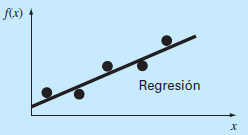 f(x)
Regresión
x